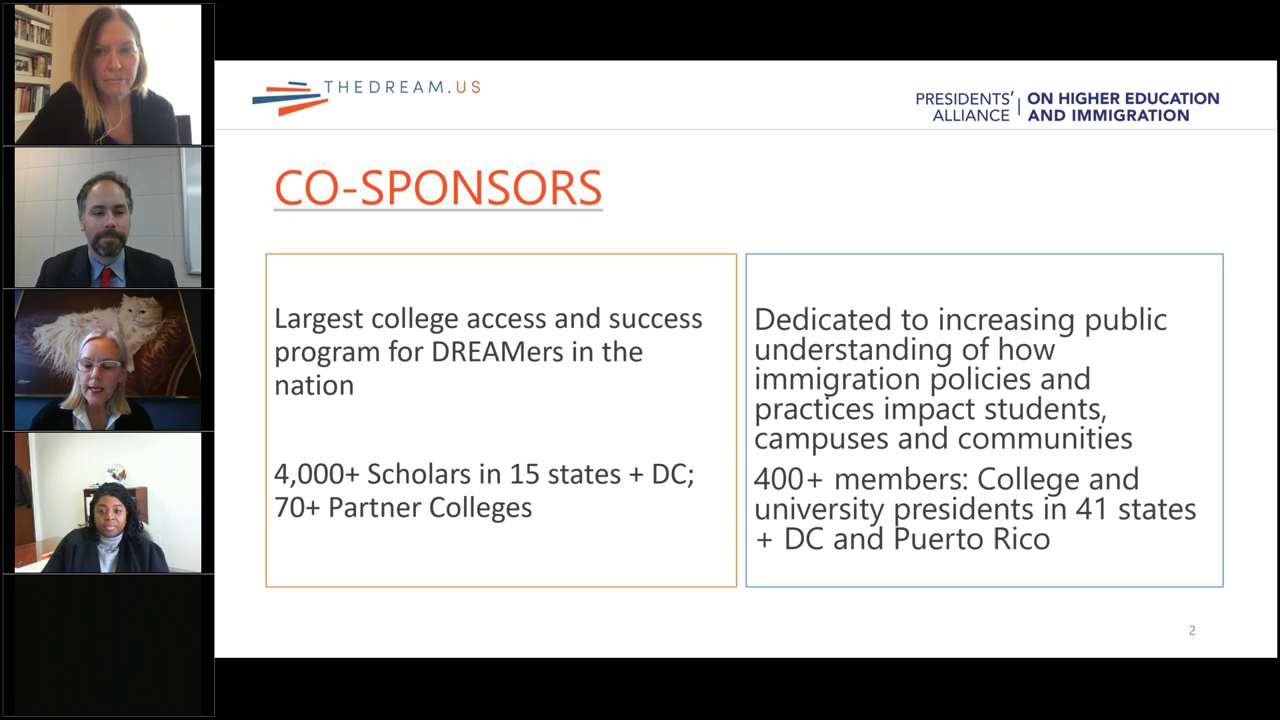 THEDREAM.US
PRESIDENTS' ALLIANCE
ON HIGHER EDUCATION
AND IMMIGRATION
CO-SPONSORS
Largest college access and success
program for DREAMers in the
nation
4,000+ Scholars in 15 states + DC;
70+ Partner Colleges
Dedicated to increasing public
understanding of how
immigration policies and
practices impact students,
campuses and communities
400+ members: College and
university presidents in 41 states
+ DC and Puerto Rico
2